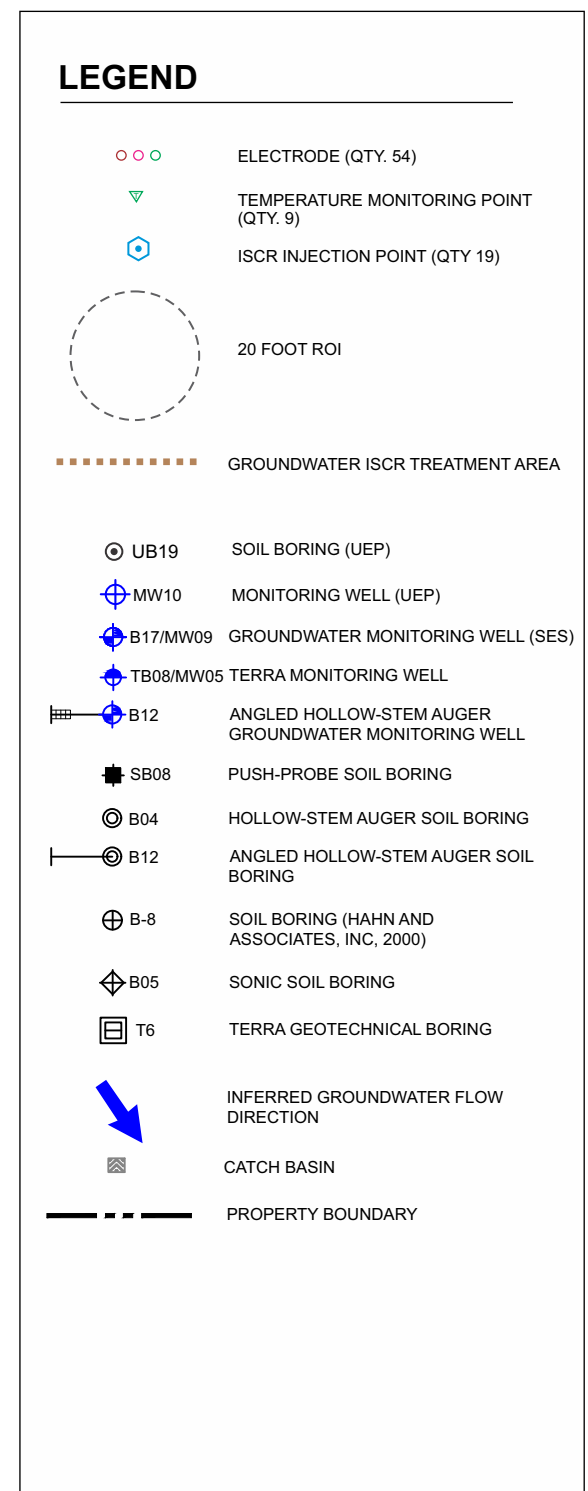 LEGEND
ELECTRODE (QTY. 54)
T
TEMPERATURE MONITORING POINT
(QTY. 9)
ISCR INJECTION POINT (QTY 19)
20 FOOT ROI
GROUNDWATER ISCR TREATMENT AREA
UB19 SOIL BORING (UEP)
MW10 MONITORING WELL (UEP)
B17/MW09 GROUNDWATER MONITORING WELL (SES)
TB08/MW05 TERRA MONITORING WELL
B12 ANGLED HOLLOW-STEM AUGER
GROUNDWATER MONITORING WELL
SB08 PUSH-PROBE SOIL BORING
B04 HOLLOW-STEM AUGER SOIL BORING
B12 ANGLED HOLLOW-STEM AUGER SOIL
BORING
B-8 SOIL BORING (HAHN AND
ASSOCIATES, INC, 2000)
B05 SONIC SOIL BORING
T6 TERRA GEOTECHNICAL BORING
INFERRED GROUNDWATER FLOW
DIRECTION
CATCH BASIN
PROPERTY BOUNDARY